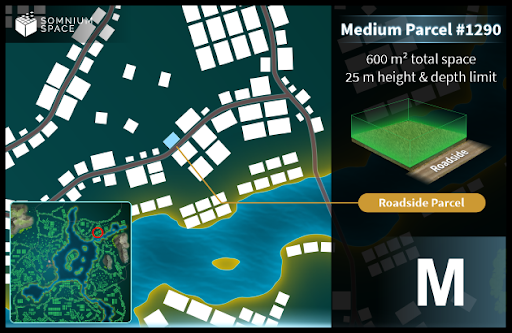 SOMNIUM
SPACE
Medium Parcel #1290
600 m² total space
25 m height & depth limit
Roadside
Roadside Parcel
M